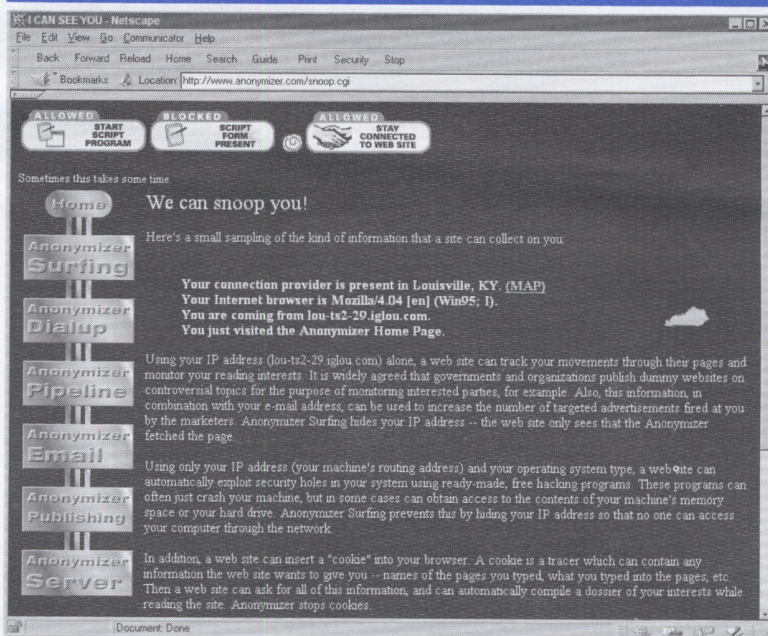 I CAN SEE YOU - Netscape
File Edit View Go Communicator Help
Back Forward Reload Home Search Guide Print Security Stop
Bookmarks Location: http://www.anonymizer.com/snoop.cgi
ALLOWED
START
SCRIPT
PROGRAM
BLOCKED
SCRIPT
FORM
PRESENT
ALLOWED
STAY
CONNECTED
TO WEB SITE
Sometimes this takes some time.
Home
Anonymizer
Surfing
Anonymizer
Dialup
Anonymizer
Pipeline
Anonymizer
Email
Anonymizer
Publishing
Anonymizer
Server
We can snoop you!
Here's a small sampling of the kind of information that a site can collect on you:
Your connection provider is present in Louisville, KY. (MAP)
Your Internet browser is Mozilla/4.04 [en] (Win95; I).
You are coming from lou-ts2-29.iglou.com.
You just visited the Anonymizer Home Page.
Using your IP address (lou-ts2-29.iglou.com) alone, a web site can track your movements through their pages and
monitor your reading interests. It is widely agreed that governments and organizations publish dummy websites on
controversial topics for the purpose of monitoring interested parties, for example. Also, this information, in
combination with your e-mail address, can be used to increase the number of targeted advertisements fired at you
by the marketers. Anonymizer Surfing hides your IP address -- the web site only sees that the Anonymizer
fetched the page.
Using only your IP address (your machine's routing address) and your operating system type, a web site can
automatically exploit security holes in your system using ready-made, free hacking programs. These programs can
often just crash your machine, but in some cases can obtain access to the contents of your machine's memory
space or your hard drive. Anonymizer Surfing prevents this by hiding your IP address so that no one can access
your computer through the network.
In addition, a web site can insert a "cookie" into your browser. A cookie is a tracer which can contain any
information the web site wants to give you -- names of the pages you typed, what you typed into the pages, etc.
Then a web site can ask for all of this information, and can automatically compile a dossier of your interests while
reading the site. Anonymizer stops cookies.
Document: Done